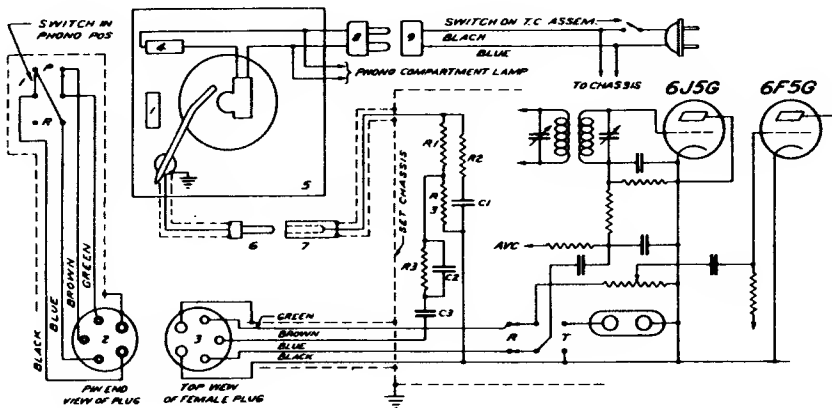 SWITCH IN
PHONO POS
P
R
BLACK
BLUE
BROWN
GREEN
2
PIN END
VIEW OF PLUG
4
1
5
6
7
8
9
SWITCH ON T.C ASSEM.
BLACK
BLUE
PHONO COMPARTMENT LAMP
TO CHASSIS
6J5G
6F5G
R1
R2
R
3
C1
R3
C2
C3
SET CHASSIS
AVC
3
TOP VIEW
OF FEMALE PLUG
GREEN
BROWN
BLUE
BLACK
R
T